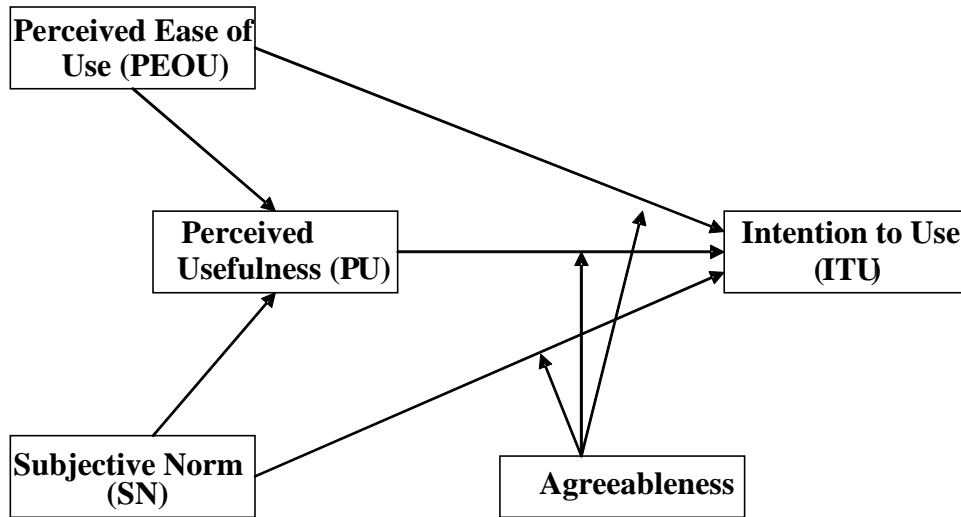 Perceived Ease of
Use (PEOU)
Perceived
Usefulness (PU)
Intention to Use
(ITU)
Subjective Norm
(SN)
Agreeableness